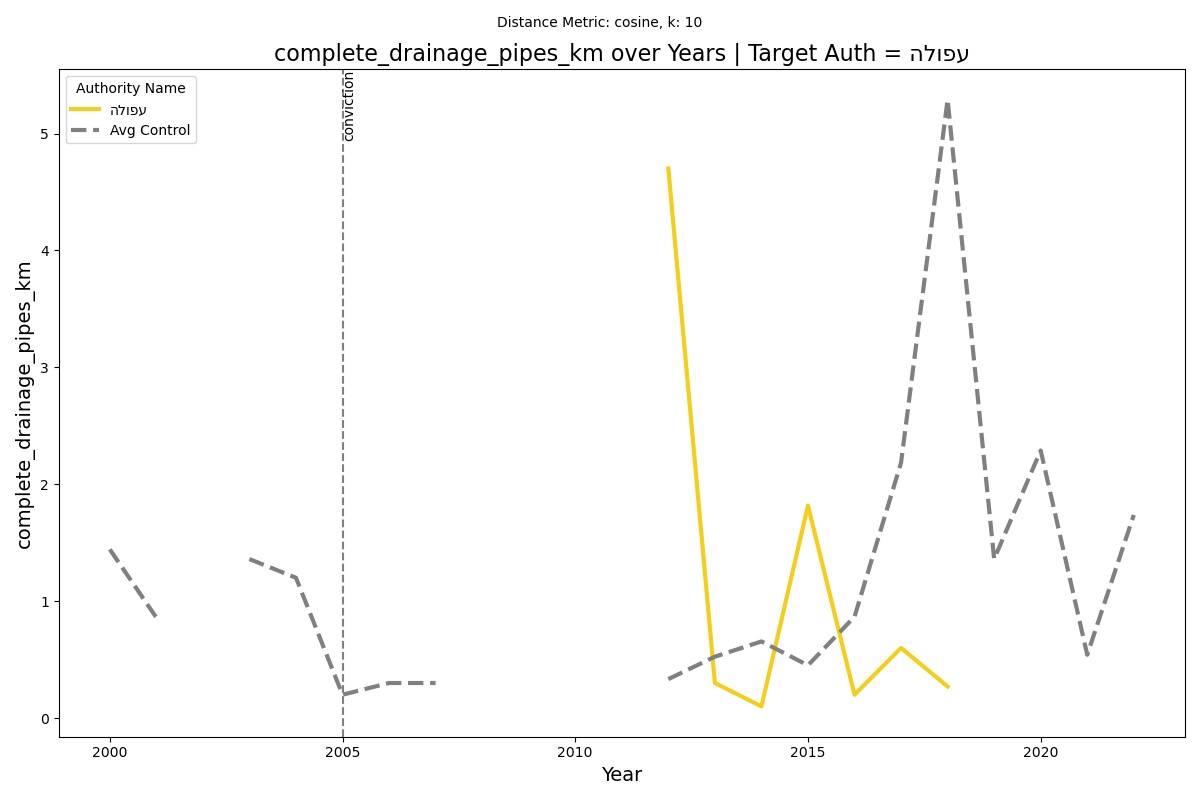 Distance Metric: cosine, k: 10
complete_drainage_pipes_km over Years | Target Auth = עפולה
Authority Name
עפולה
Avg Control
conviction
complete_drainage_pipes_km
5
4
3
2
1
0
2000 2005 2010 2015 2020
Year